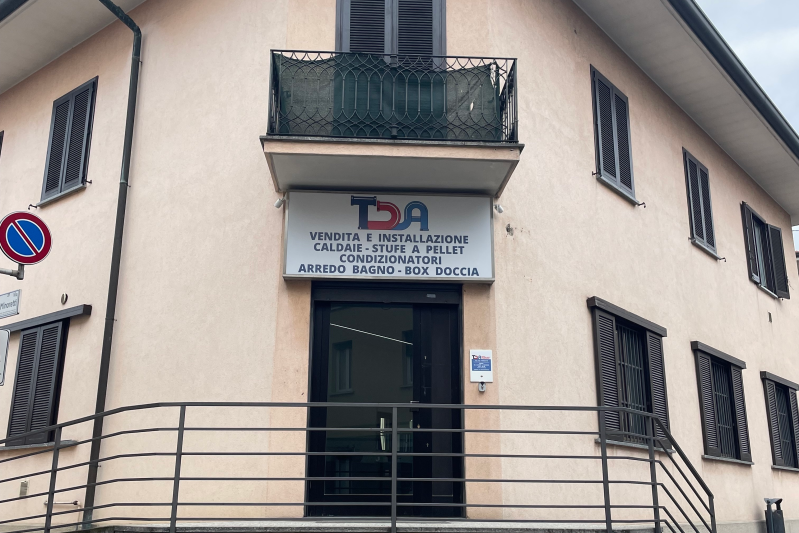 TDA
VENDITA E INSTALLAZIONE
CALDAIE - STUFE A PELLET
CONDIZIONATORI
ARREDO BAGNO - BOX DOCCIA